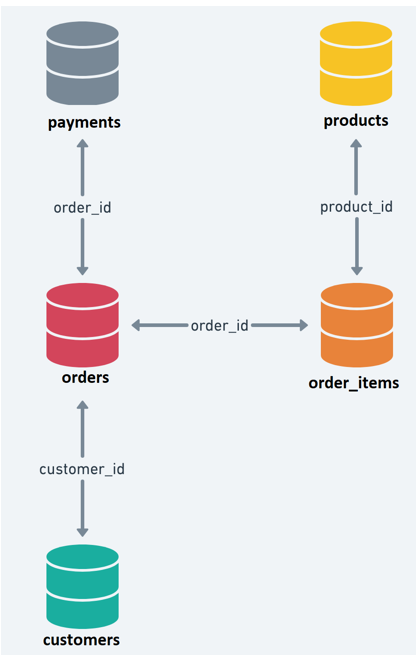 payments
products
order_id
product_id
order_id
orders
order_items
customer_id
customers